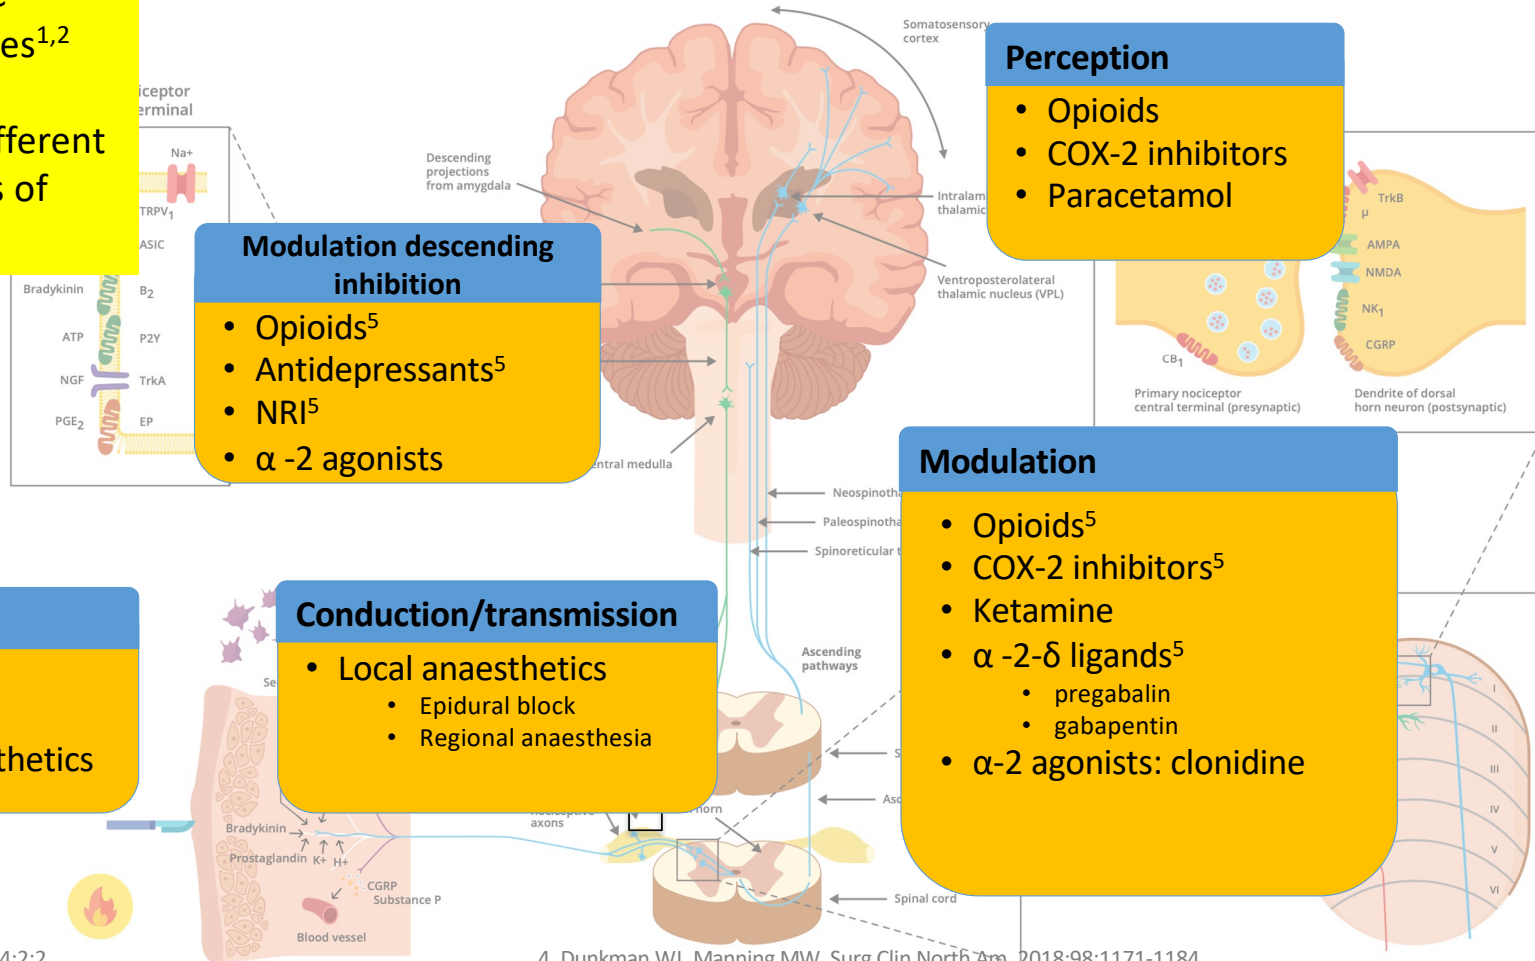 es1,2
fferent
s of
iceptor
erminal
Na+
TRPV1
ASIC
Bradykinin
B2
ATP
P2Y
NGF
TrkA
PGE2
EP
Descending
projections
from amygdala
Somatosensory
cortex
Perception
• Opioids
• COX-2 inhibitors
• Paracetamol
Intralam
thalamic
Ventroposterolateral
thalamic nucleus (VPL)
TrkB
μ
AMPA
NMDA
NK1
CGRP
CB1
Primary nociceptor
central terminal (presynaptic)
Dendrite of dorsal
horn neuron (postsynaptic)
Modulation descending
inhibition
• Opioids5
• Antidepressants5
• NRI5
• α -2 agonists
entral medulla
Neospinotha
Paleospinotha
Spinoreticular t
Modulation
• Opioids5
• COX-2 inhibitors5
• Ketamine
• α -2-δ ligands5
• pregabalin
• gabapentin
• α-2 agonists: clonidine
Conduction/transmission
• Local anaesthetics
• Epidural block
• Regional anaesthesia
Se
Ascending
pathways
thetics
S
Asc
nociceptive
axons
horn
Bradykinin
Prostaglandin
K+
H+
CGRP
Substance P
Blood vessel
Spinal cord
I
II
III
IV
V
VI
4:2:2
4. Dunkman WJ, Manning MW. Surg Clin North Am. 2018;98:1171-1184